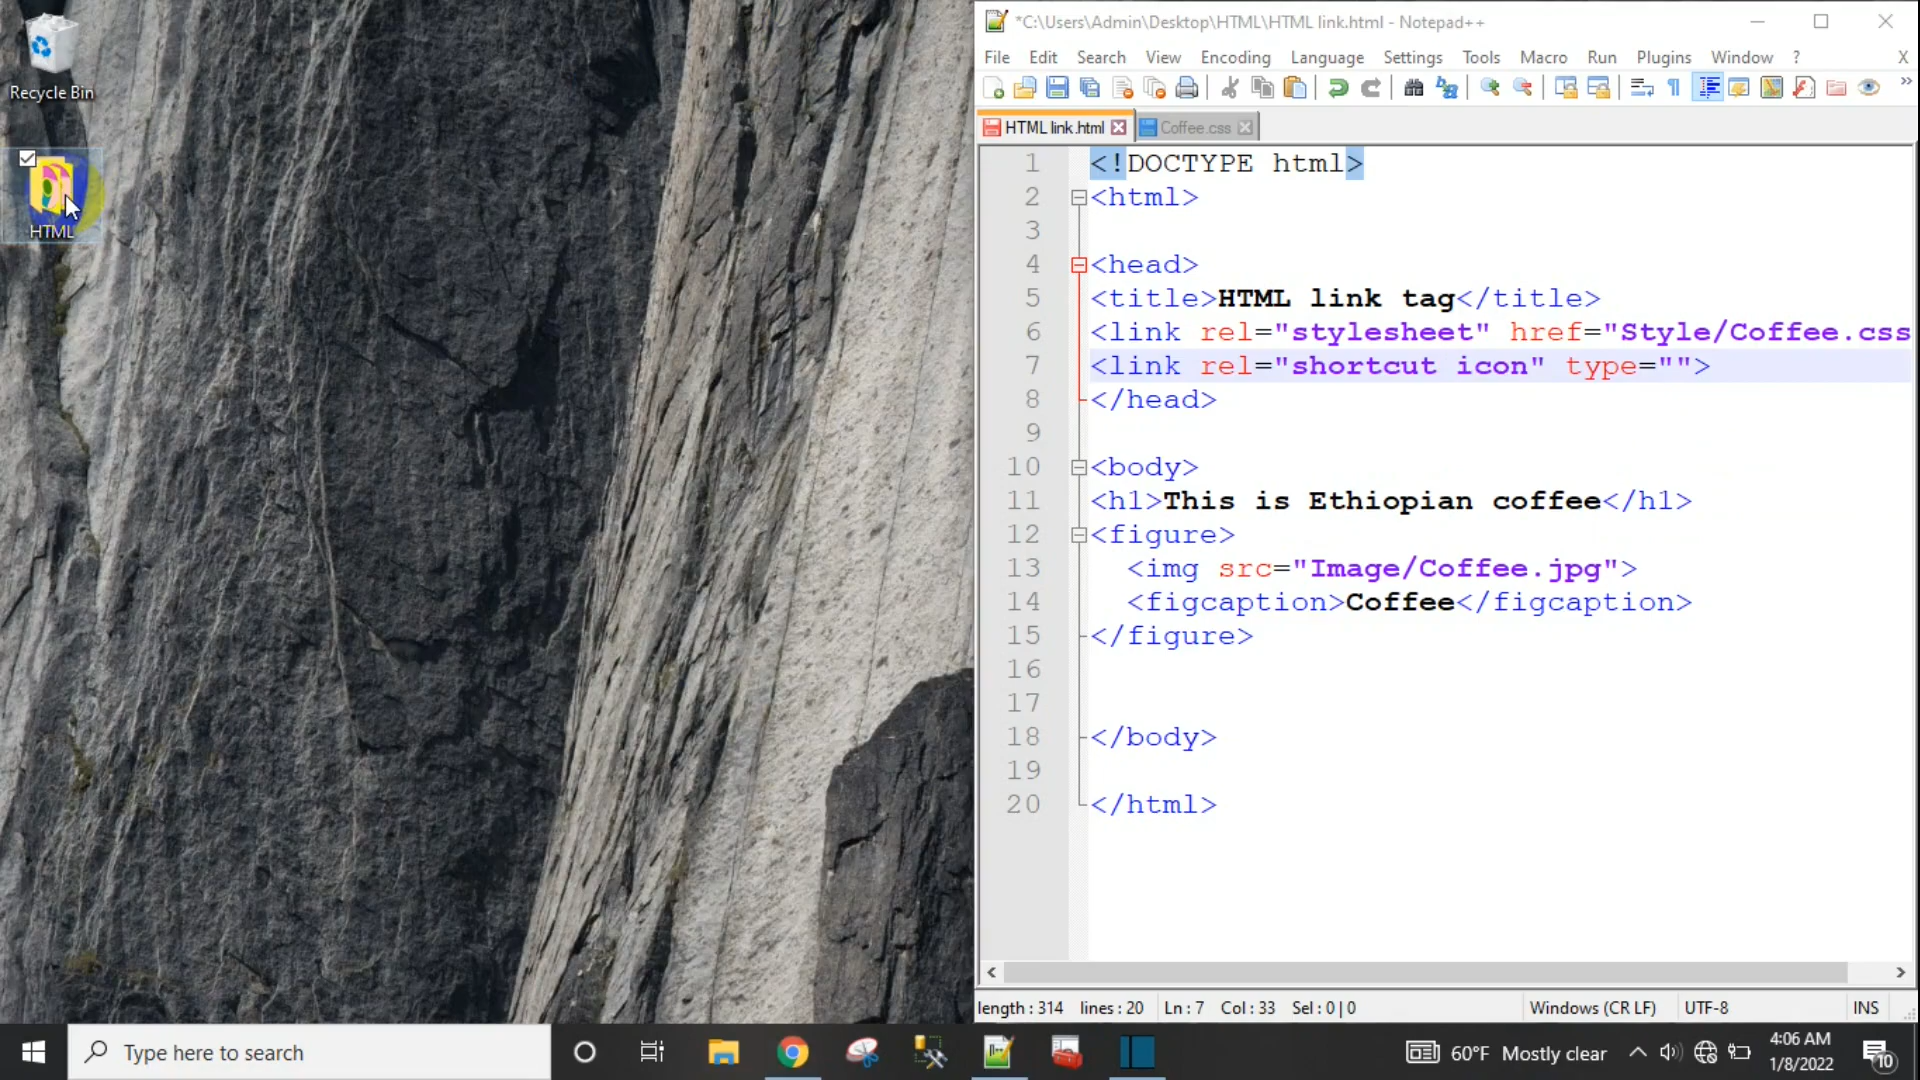 Recycle Bin
HTML
*C:\Users\Admin\Desktop\HTML\HTML link.html - Notepad++
File Edit Search View Encoding Language Settings Tools Macro Run Plugins Window ? X
HTML link.html Coffee.css
1 <!DOCTYPE html>
2 <html>
3
4 <head>
5 <title>HTML link tag</title>
6 <link rel="stylesheet" href="Style/Coffee.css
7 <link rel="shortcut icon" type="">
8 </head>
9
10 <body>
11 <h1>This is Ethiopian coffee</h1>
12 <figure>
13 <img src="Image/Coffee.jpg">
14 <figcaption>Coffee</figcaption>
15 </figure>
16
17
18 </body>
19
20 </html>
length : 314 lines : 20 Ln : 7 Col : 33 Sel : 0 | 0 Windows (CR LF) UTF-8 INS
Type here to search
60°F Mostly clear
4:06 AM
1/8/2022
10